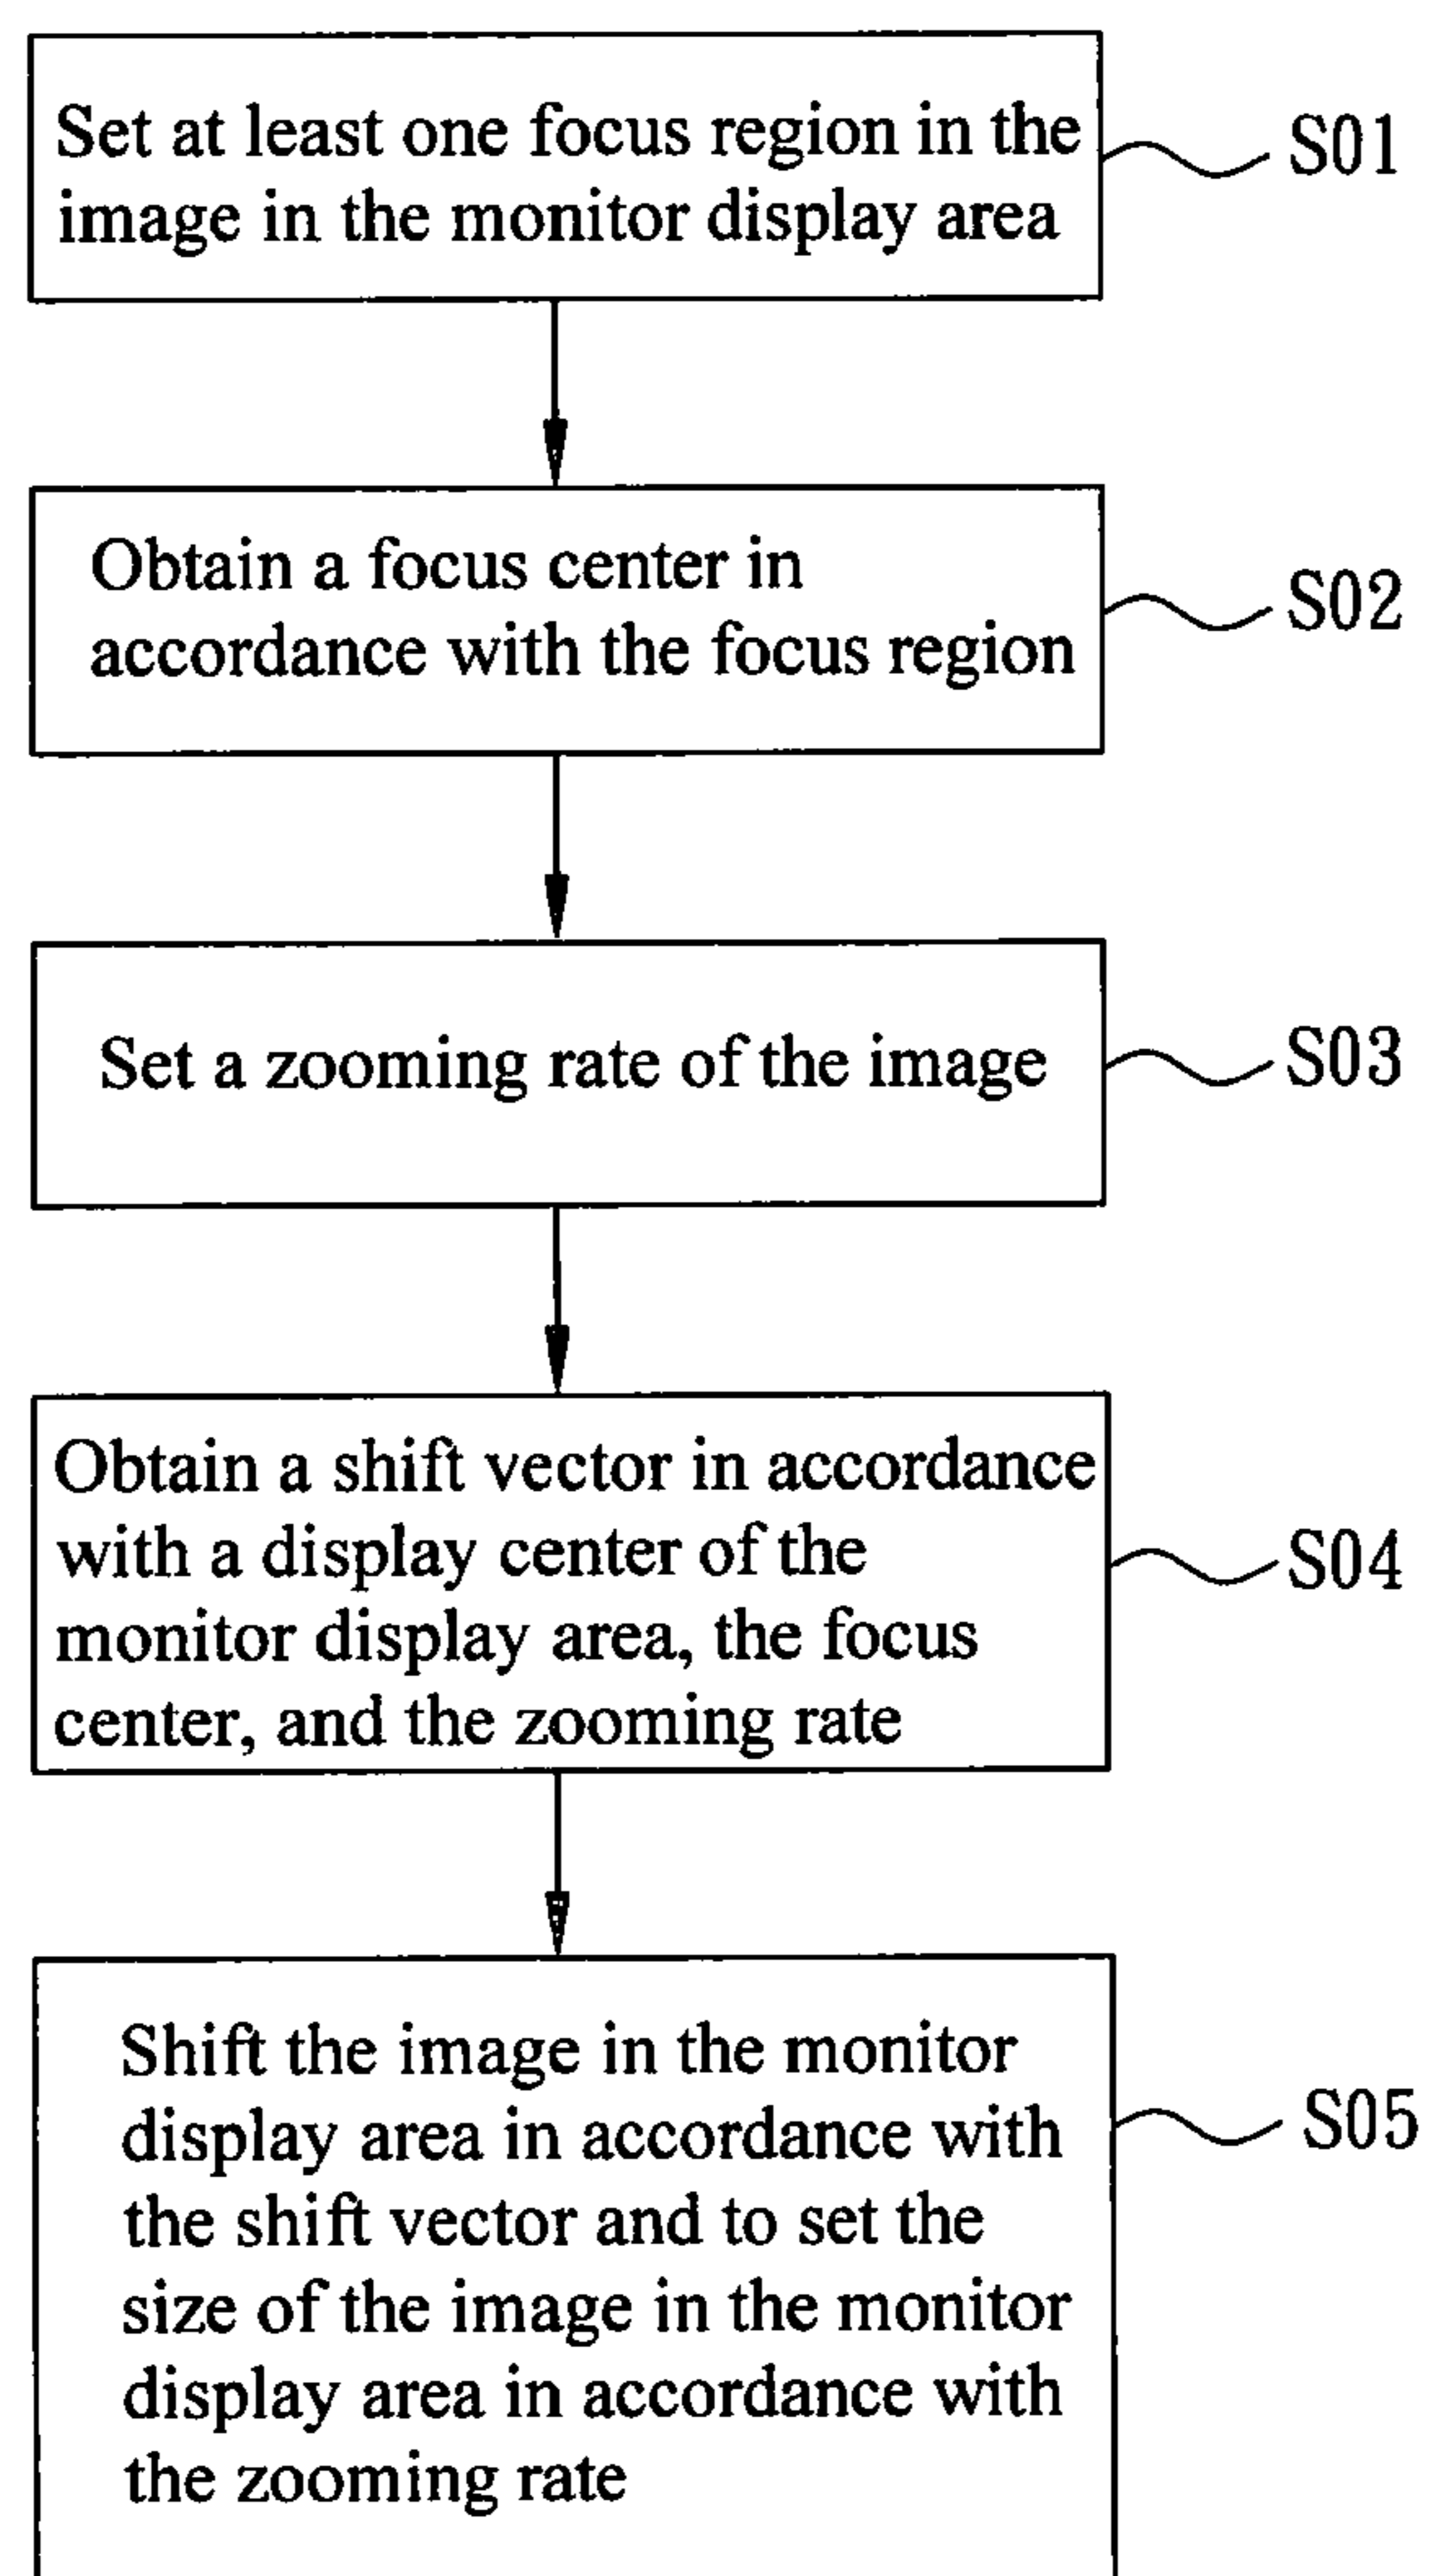 Set at least one focus region in the
image in the monitor display area
S01
Obtain a focus center in
accordance with the focus region
S02
Set a zooming rate of the image
S03
Obtain a shift vector in accordance
with a display center of the
monitor display area, the focus
center, and the zooming rate
S04
Shift the image in the monitor
display area in accordance with
the shift vector and to set the
size of the image in the monitor
display area in accordance with
the zooming rate
S05